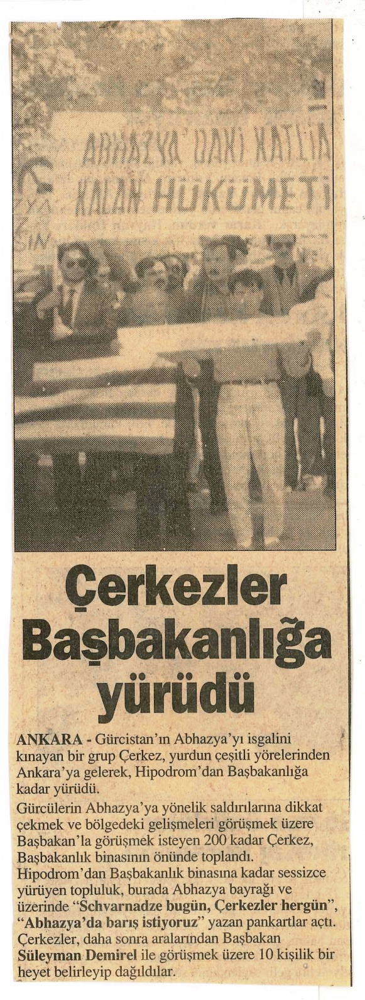 ABHAZYA'DAKİ KATLİA
KALAN HÜKÜMETİ
ZYA
Z
SIN
Çerkezler
Başbakanlığa
yürüdü
ANKARA - Gürcistan'ın Abhazya'yı isgalini
kınayan bir grup Çerkez, yurdun çeşitli yörelerinden
Ankara'ya gelerek, Hipodrom'dan Başbakanlığa
kadar yürüdü.
Gürcülerin Abhazya'ya yönelik saldırılarına dikkat
çekmek ve bölgedeki gelişmeleri görüşmek üzere
Başbakan'la görüşmek isteyen 200 kadar Çerkez,
Başbakanlık binasının önünde toplandı.
Hipodrom'dan Başbakanlık binasına kadar sessizce
yürüyen topluluk, burada Abhazya bayrağı ve
üzerinde “Schvarnadze bugün, Çerkezler hergün”,
“Abhazya'da barış istiyoruz” yazan pankartlar açtı.
Çerkezler, daha sonra aralarından Başbakan
Süleyman Demirel ile görüşmek üzere 10 kişilik bir
heyet belirleyip dağıldılar.